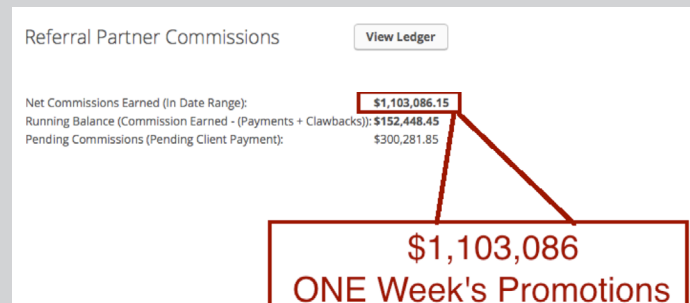 Referral Partner Commissions
View Ledger
Net Commissions Earned (In Date Range): $1,103,086.15
Running Balance (Commission Earned - (Payments + Clawbacks)): $152,448.45
Pending Commissions (Pending Client Payment): $300,281.85
$1,103,086
ONE Week's Promotions